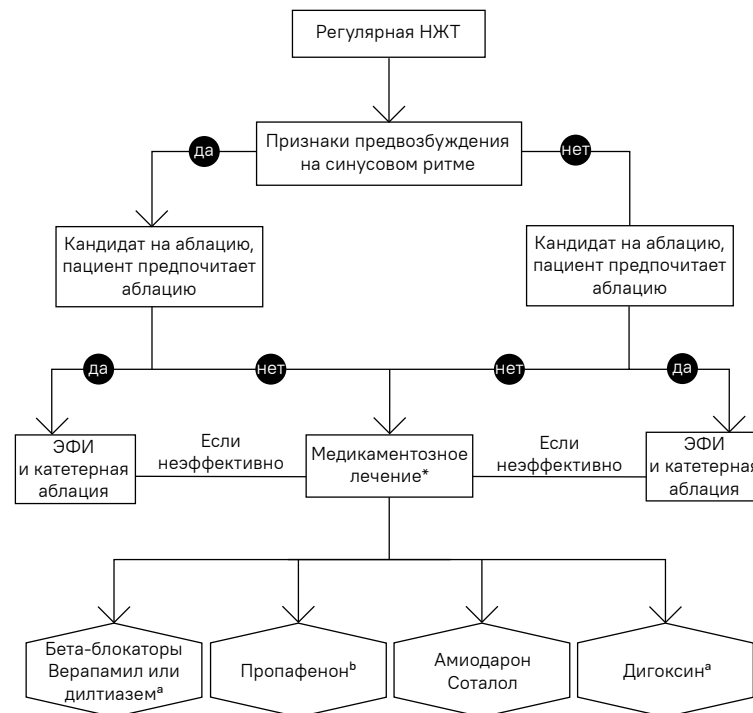 Регулярная НЖТ
Признаки предвозбуждения
на синусовом ритме
да
нет
Кандидат на аблацию,
пациент предпочитает
аблацию
Кандидат на аблацию,
пациент предпочитает
аблацию
да
нет
нет
да
ЭФИ
и катетерная
аблация
Если
неэффективно
Медикаментозное
лечение*
Если
неэффективно
ЭФИ
и катетерная
аблация
Бета-блокаторы
Верапамил или
дилтиаземᵃ
Пропафенонᵇ
Амиодарон
Соталол
Дигоксинᵃ